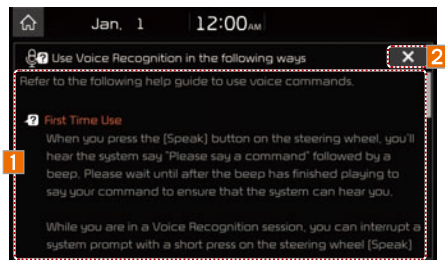 Jan. 1 12:00AM
Use Voice Recognition in the following ways
2
Refer to the following help guide to use voice commands.
First Time Use
When you press the [Speak] button on the steering wheel, you'll
hear the system say "Please say a command" followed by a
beep, Please wait until after the beep has finished playing to
say your command to ensure that the system can hear you.
1
While you are in a Voice Recognition session, you can interrupt a
system prompt with a short press on the steering wheel [Speak]